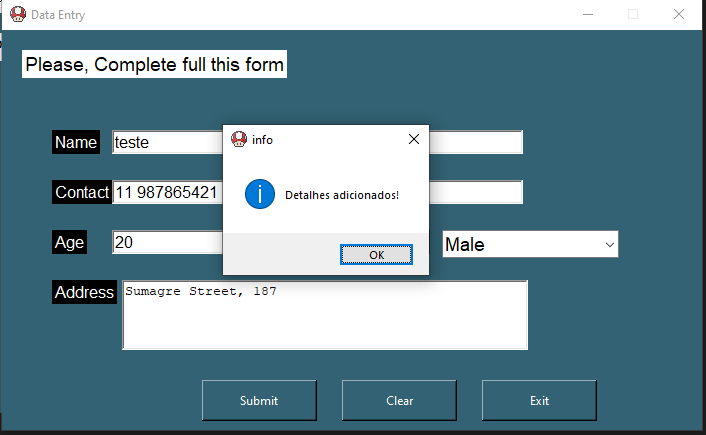 Data Entry
Please, Complete full this form
info
Name teste
Detalhes adicionados!
Contact 11 987865421
Age 20
Male
OK
Address Sumagre Street, 187
Submit Clear Exit